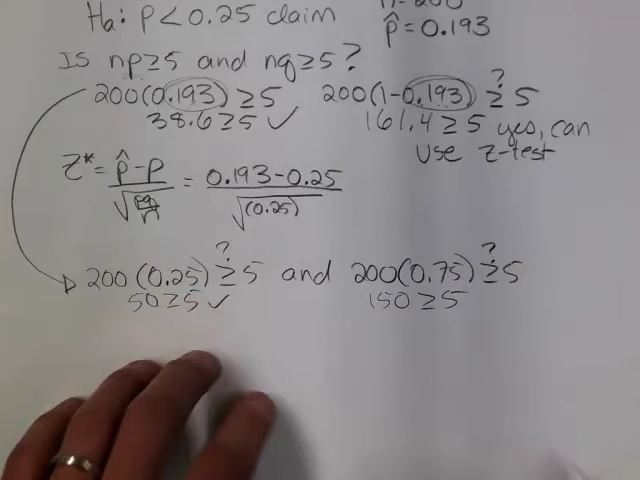 Ha: P < 0.25 claim
n=200
p̂ = 0.193
Is np≥5 and nq≥5?
200(0.193) ≥5
38.6≥5 ✓
200(1-0.193) ≥? 5
161.4 ≥ 5 yes, can
use z-test
Z* = (p̂ - p)/√(pq/n) = (0.193-0.25)/√((0.25)
200 (0.25) ≥? 5 and 200(0.75) ≥? 5
50≥5 ✓
150 ≥5